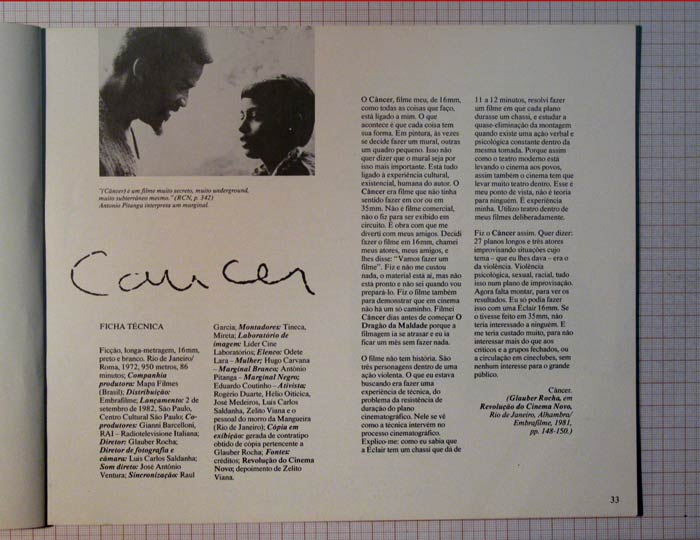 "(Câncer) é um filme muito secreto, muito underground,
muito subterrâneo mesmo." (RCN, p. 342)
Antonio Pitanga interpreta um marginal.
Cancer
FICHA TÉCNICA
Ficção, longa-metragem, 16mm,
preto e branco. Rio de Janeiro/
Roma, 1972, 950 metros, 86
minutos; Companhia
produtora: Mapa Filmes
(Brasil); Distribuição:
Embrafilme; Lançamento: 2 de
setembro de 1982, São Paulo,
Centro Cultural São Paulo; Co-
produtores: Gianni Barcelloni,
RAI – Radiotelevisione Italiana;
Diretor: Glauber Rocha;
Diretor de fotografia e
câmara: Luis Carlos Saldanha;
Som direto: José Antônio
Ventura; Sincronização: Raul
Garcia; Montadores: Tineca,
Mireta; Laboratório de
imagem: Líder Cine
Laboratorios; Elenco: Odete
Lara – Mulher; Hugo Carvana
– Marginal Branco; Antônio
Pitanga – Marginal Negro;
Eduardo Coutinho – Ativista;
Rogério Duarte, Helio Oiticica,
José Medeiros, Luis Carlos
Saldanha, Zelito Viana e o
pessoal do morro da Mangueira
(Rio de Janeiro); Cópia em
exibição: gerada de contratipo
obtido de cópia pertencente a
Glauber Rocha; Fontes:
créditos; Revolução do Cinema
Novo; depoimento de Zelito
Viana.
O Câncer, filme meu, de 16mm,
como todas as coisas que faço,
está ligado a mim. O que
acontece é que cada coisa tem
sua forma. Em pintura, às vezes
se decide fazer um mural, outras
um quadro pequeno. Isso não
quer dizer que o mural seja por
isso mais importante. Está tudo
ligado à experiência cultural,
existencial, humana do autor. O
Câncer era filme que não tinha
sentido fazer em cor ou em
35mm. Não é filme comercial,
não o fiz para ser exibido em
circuito. É obra com que me
diverti com meus amigos. Decidi
fazer o filme em 16mm, chamei
meus atores, meus amigos, e
lhes disse: "Vamos fazer um
filme". Fiz e não me custou
nada, o material está aí, mas não
está pronto e não sei quando vou
prepará-lo. Fiz o filme também
para demonstrar que em cinema
não há um só caminho. Filmei
Câncer dias antes de começar O
Dragão da Maldade porque a
filmagem ia se atrasar e eu ia
ficar um mês sem fazer nada.
O filme não tem história. São
três personagens dentro de uma
ação violenta. O que eu estava
buscando era fazer uma
experiência de técnica, do
problema da resistência de
duração do plano
cinematográfico. Nele se vê
como a técnica intervém no
processo cinematográfico.
Explico-me: como eu sabia que
a Éclair tem um chassi que dá de
11 a 12 minutos, resolvi fazer
um filme em que cada plano
durasse um chassi, e estudar a
quase-eliminação da montagem
quando existe uma ação verbal e
psicológica constante dentro da
mesma tomada. Porque assim
como o teatro moderno está
levando o cinema aos povos,
assim também o cinema tem que
levar muito teatro dentro. Esse é
meu ponto de vista, não é teoria
para ninguém. É experiência
minha. Utilizo teatro dentro de
meus filmes deliberadamente.
Fiz o Câncer assim. Quer dizer:
27 planos longos e três atores
improvisando situações cujo
tema – que eu lhes dava – era o
da violência. Violência
psicológica, sexual, racial, tudo
isso num plano de improvisação.
Agora falta montar, para ver os
resultados. Eu só podia fazer
isso com uma Éclair 16mm. Se
o tivesse feito em 35mm, não
teria interessado a ninguém. E
me teria custado muito, para não
interessar mais do que aos
críticos e a grupos fechados, ou
a circulação em cineclubes, sem
nenhum interesse para o grande
público.
Câncer.
(Glauber Rocha, em
Revolução do Cinema Novo,
Rio de Janeiro, Alhambra/
Embrafilme, 1981,
pp. 148-150.)
33